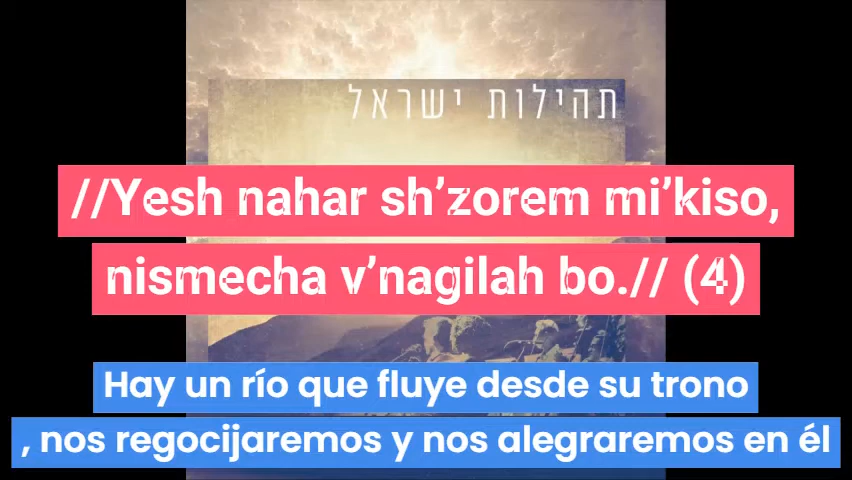 תהילות ישראל
//Yesh nahar sh’zorem mi’kiso,
nismecha v’nagilah bo.// (4)
Hay un río que fluye desde su trono
, nos regocijaremos y nos alegraremos en él